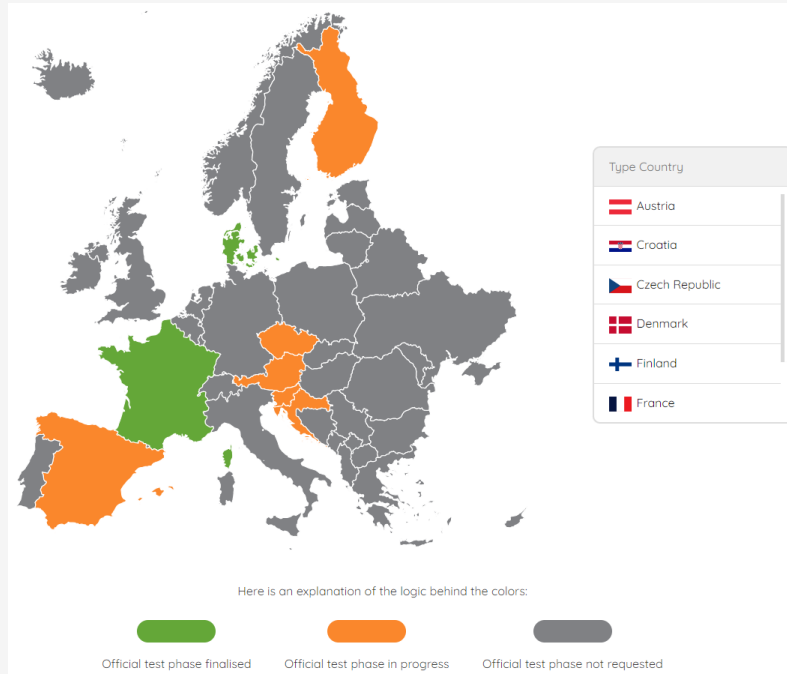 Type Country
Austria
Croatia
Czech Republic
Denmark
Finland
France
Here is an explanation of the logic behind the colors:
Official test phase finalised
Official test phase in progress
Official test phase not requested